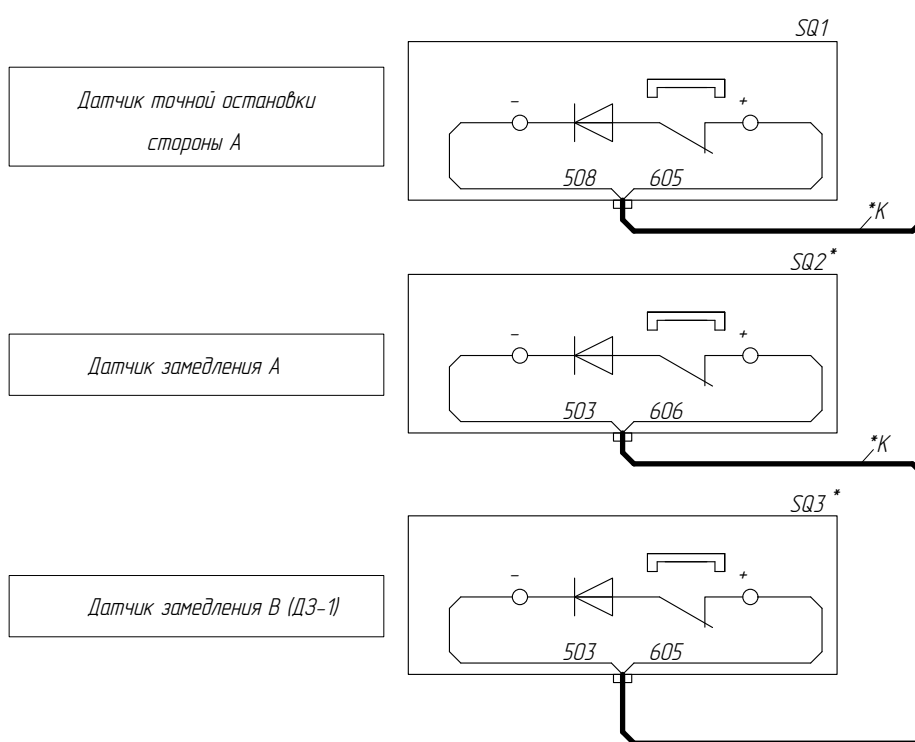 SQ1
Датчик точной остановки
стороны А
- +
508 605
*К
SQ2*
Датчик замедления А
- +
503 606
*К
SQ3*
Датчик замедления В (ДЗ-1)
- +
503 605